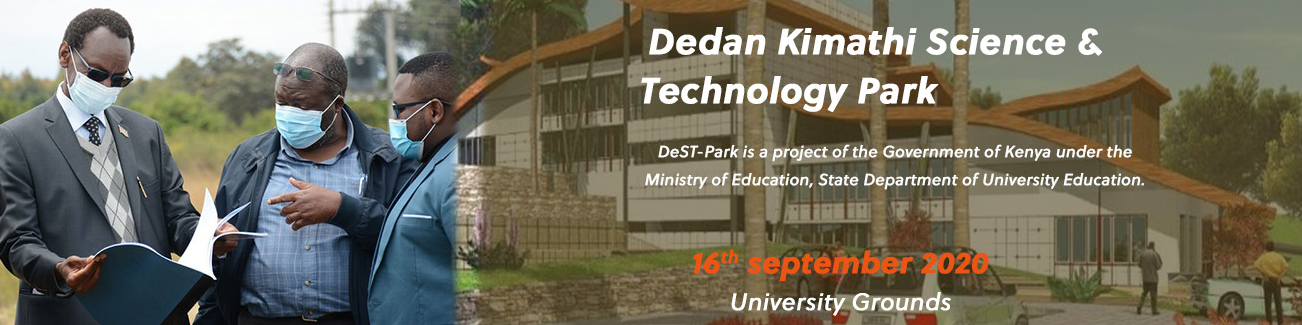 Dedan Kimathi Science &
Technology Park
DeST-Park is a project of the Government of Kenya under the
Ministry of Education, State Department of University Education.
16th september 2020
University Grounds